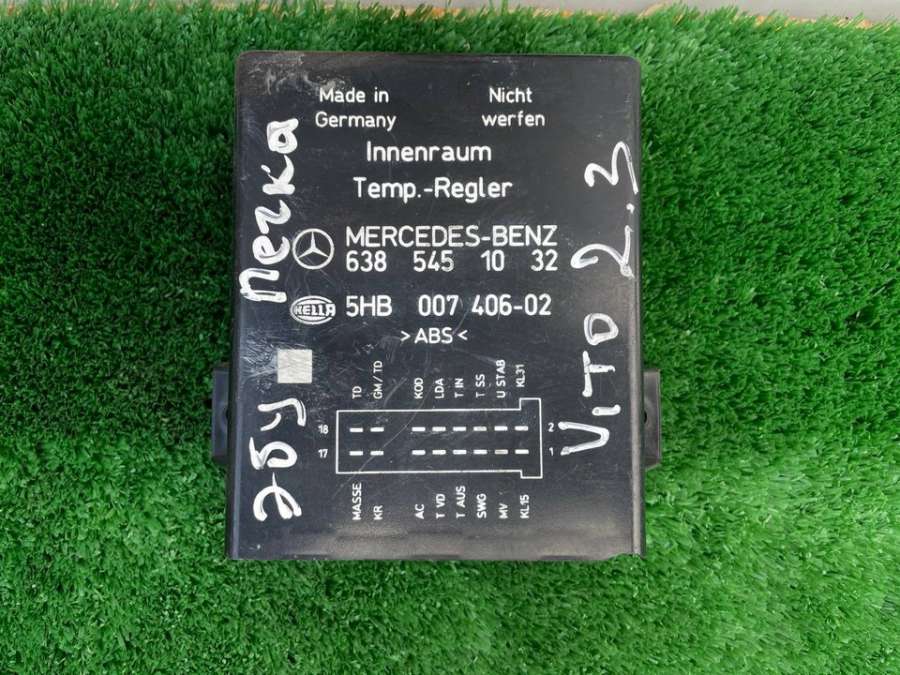 Made in
Germany
Nicht
werfen
Innenraum
Temp.-Regler
MERCEDES-BENZ
638 545 10 32
HELLA
5HB 007 406-02
>ABS<
TD
GM/TD
KOD
LDA
T IN
T SS
U STAB
KL31
18
2
17
1
MASSE
KR
AC
T VD
T AUS
SWG
MV
KL15
Эбу Печка
Vito 2.3